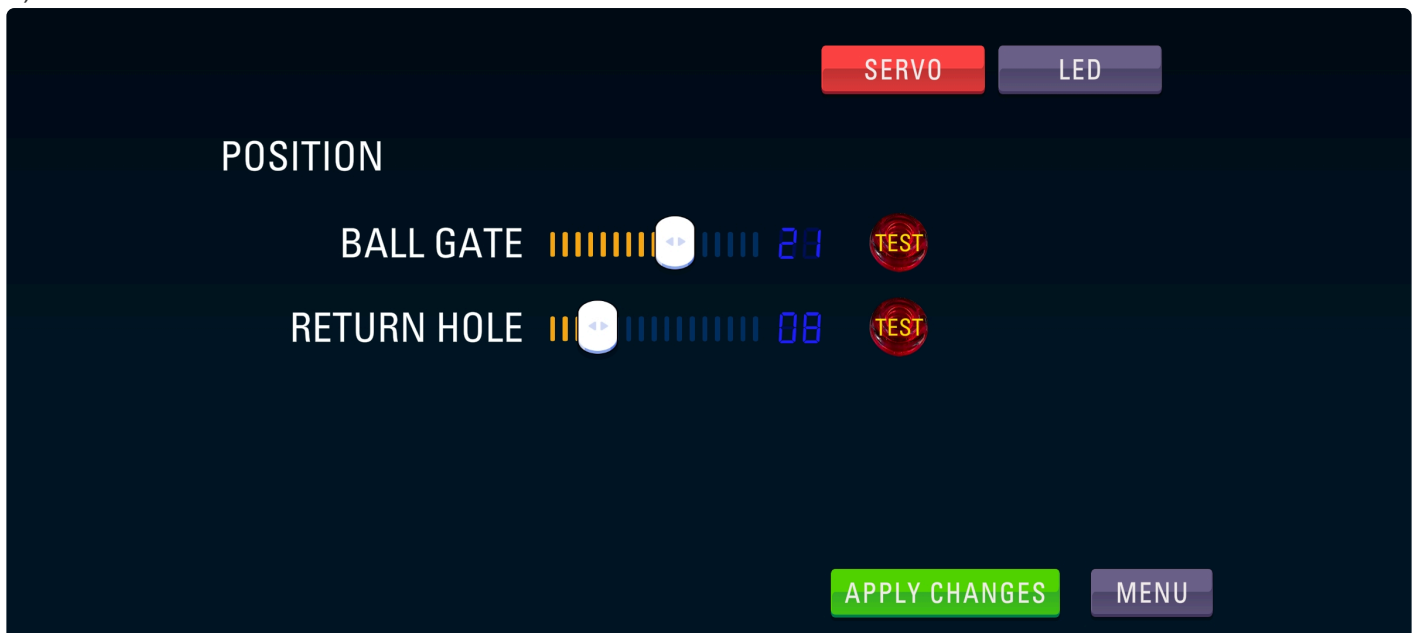 SERVO LED
POSITION
BALL GATE 21 TEST
RETURN HOLE 08 TEST
APPLY CHANGES MENU